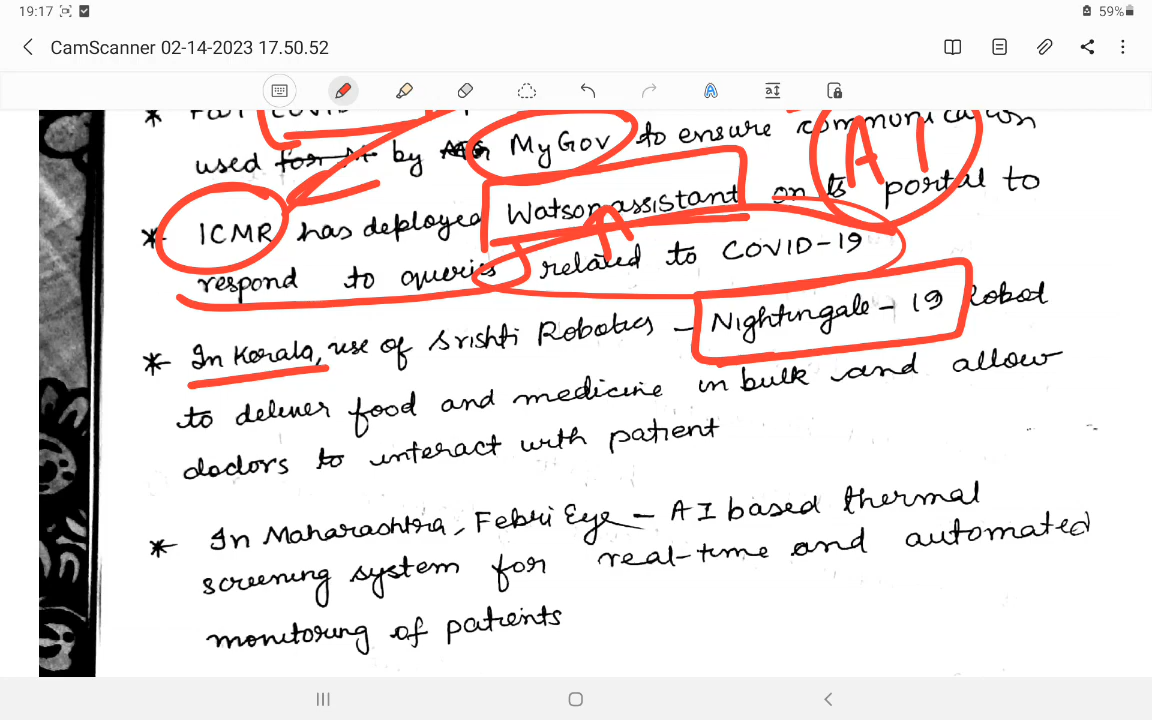 19:17
59%
CamScanner 02-14-2023 17.50.52
used for M by MyGov to ensure communication
* ICMR has deployed Watson assistant on its portal to
respond to queries related to COVID-19
* In Kerala, use of Srishti Robotics - Nightingale-19 Robot
to deliver food and medicine in bulk and allow
doctors to interact with patient
* In Maharashtra, Febri Eye - AI based thermal
screening system for real-time and automated
monitoring of patients
AI